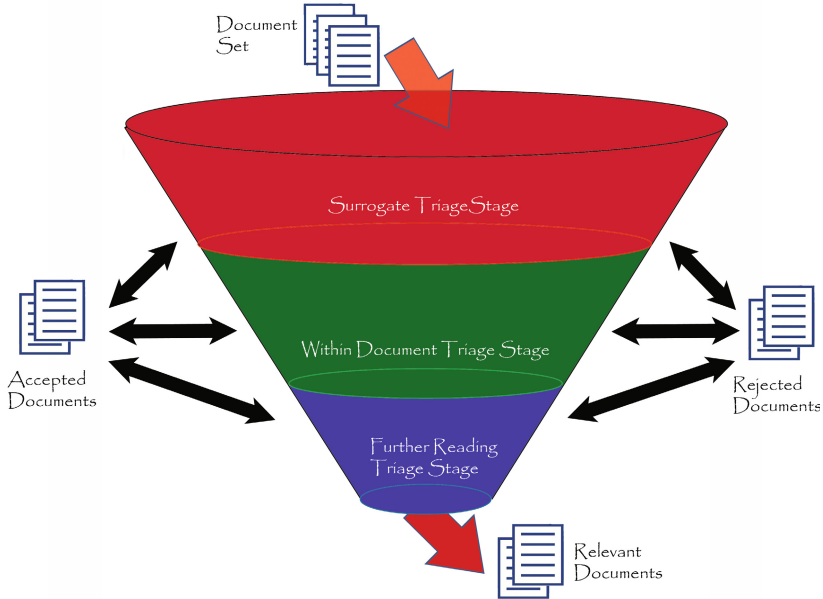 Document
Set
Surrogate TriageStage
Within Document Triage Stage
Accepted
Documents
Rejected
Documents
Further Reading
Triage Stage
Relevant
Documents